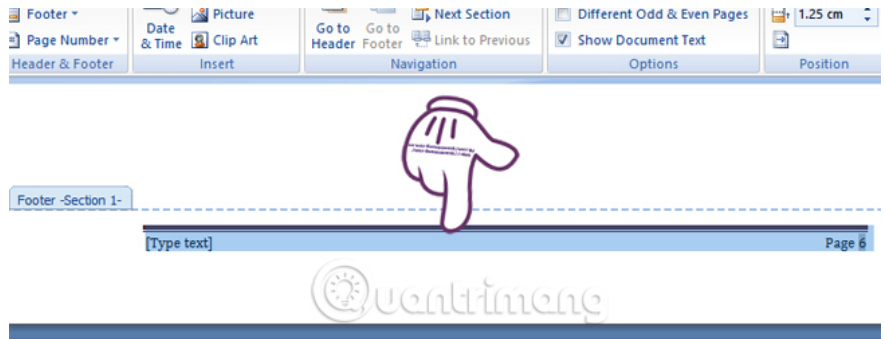 Footer
Picture
Next Section
Different Odd & Even Pages
1.25 cm
Page Number
Date & Time
Clip Art
Go to Header
Go to Footer
Link to Previous
Show Document Text
Header & Footer
Insert
Navigation
Options
Position
Footer -Section 1-
[Type text]
Page 6
Quantrimang